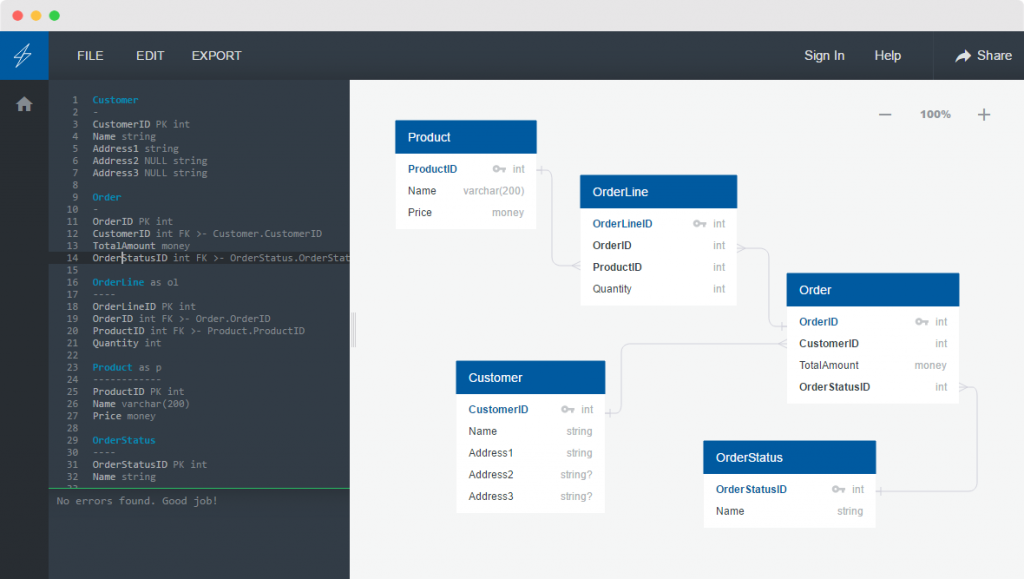 FILE EDIT EXPORT Sign In Help Share
1 Customer
2 -
3 CustomerID PK int
4 Name string
5 Address1 string
6 Address2 NULL string
7 Address3 NULL string
8
9 Order
10 -
11 OrderID PK int
12 CustomerID int FK >- Customer.CustomerID
13 TotalAmount money
14 OrderStatusID int FK >- OrderStatus.OrderStat
15
16 OrderLine as ol
17 ----
18 OrderLineID PK int
19 OrderID int FK >- Order.OrderID
20 ProductID int FK >- Product.ProductID
21 Quantity int
22
23 Product as p
24 ------------
25 ProductID PK int
26 Name varchar(200)
27 Price money
28
29 OrderStatus
30 ----
31 OrderStatusID PK int
32 Name string
No errors found. Good job!
100%
Product
ProductID int
Name varchar(200)
Price money
OrderLine
OrderLineID int
OrderID int
ProductID int
Quantity int
Order
OrderID int
CustomerID int
TotalAmount money
OrderStatusID int
Customer
CustomerID int
Name string
Address1 string
Address2 string?
Address3 string?
OrderStatus
OrderStatusID int
Name string